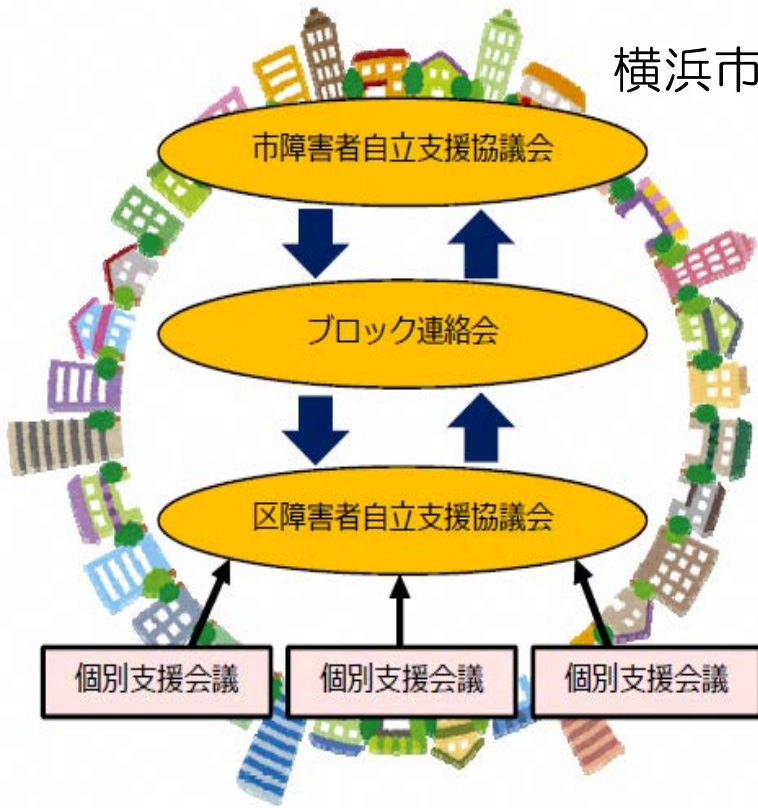 横浜市
市障害者自立支援協議会
ブロック連絡会
区障害者自立支援協議会
個別支援会議
個別支援会議
個別支援会議